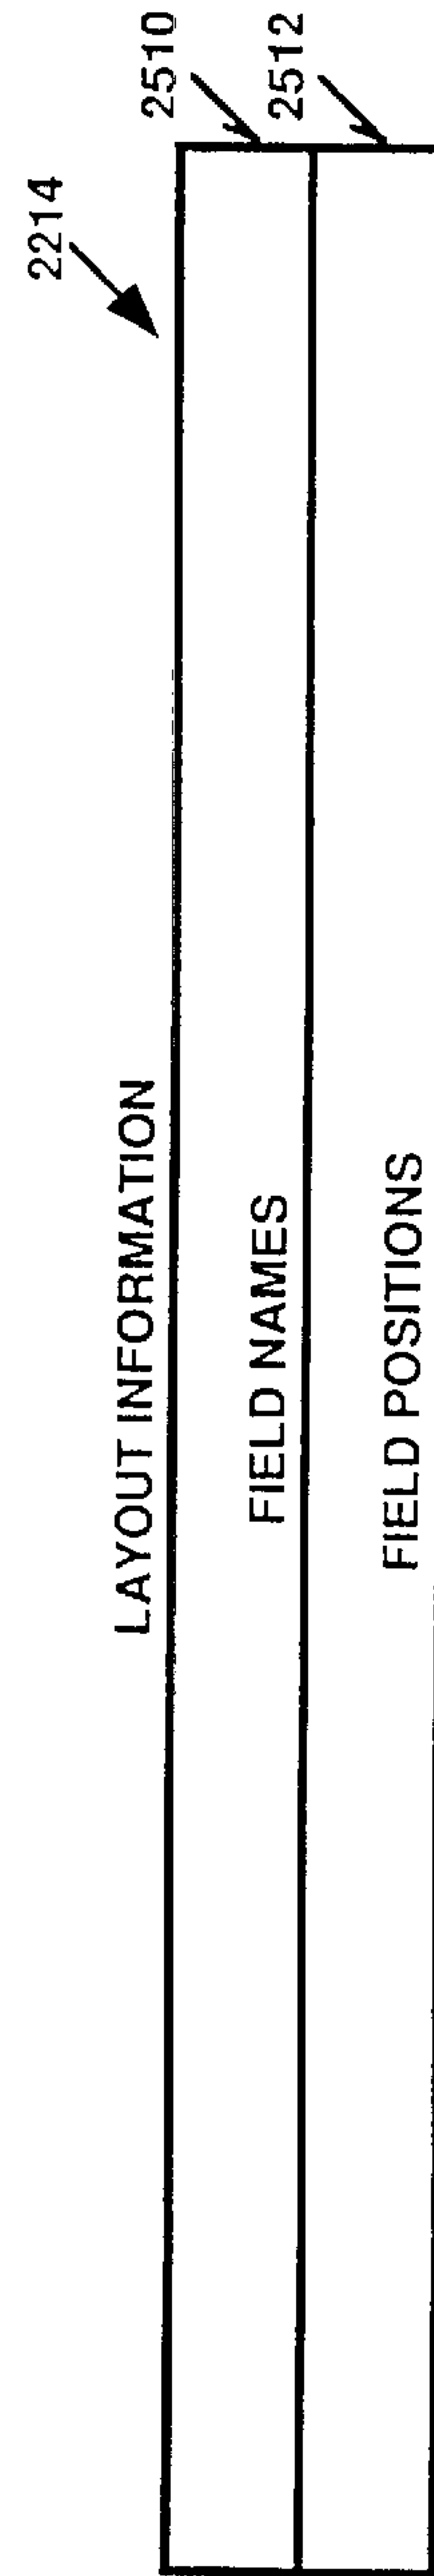 2214
LAYOUT INFORMATION
2510
FIELD NAMES
2512
FIELD POSITIONS